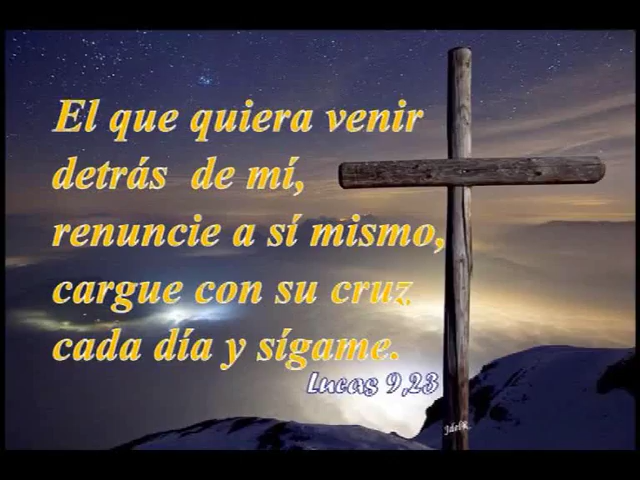 El que quiera venir
detrás de mí,
renuncie a sí mismo,
cargue con su cruz
cada día y sígame.
Lucas 9,23